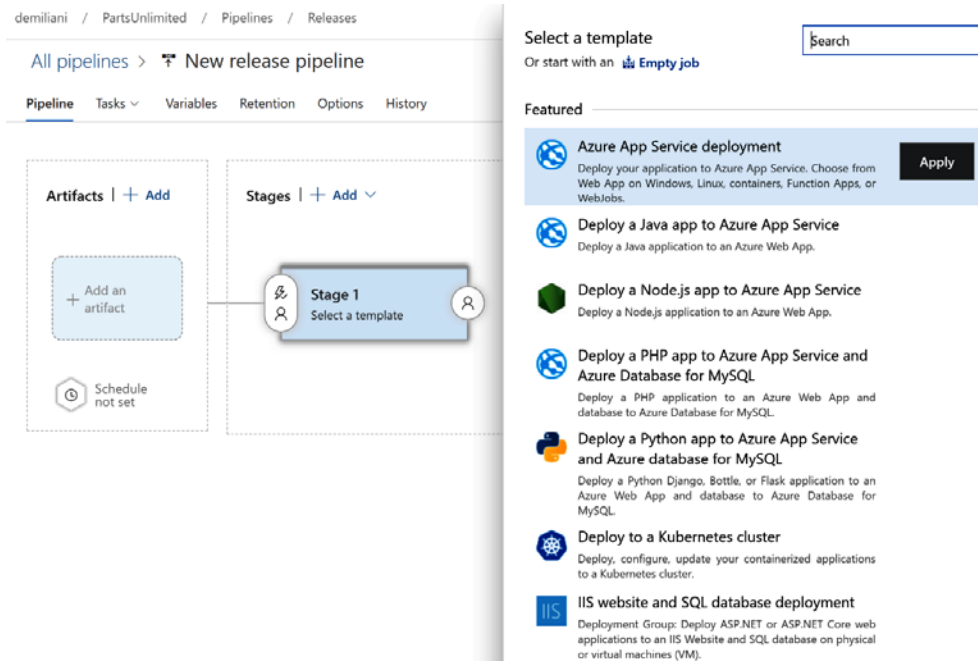 demiliani / PartsUnlimited / Pipelines / Releases
All pipelines > New release pipeline
Pipeline Tasks Variables Retention Options History
Artifacts | + Add
Stages | + Add
+ Add an
artifact
Schedule
not set
Stage 1
Select a template
Select a template
Search
Or start with an Empty job
Featured
Azure App Service deployment
Deploy your application to Azure App Service. Choose from
Web App on Windows, Linux, containers, Function Apps, or
WebJobs.
Apply
Deploy a Java app to Azure App Service
Deploy a Java application to an Azure Web App.
Deploy a Node.js app to Azure App Service
Deploy a Node.js application to an Azure Web App.
Deploy a PHP app to Azure App Service and
Azure Database for MySQL
Deploy a PHP application to an Azure Web App and
database to Azure Database for MySQL.
Deploy a Python app to Azure App Service
and Azure database for MySQL
Deploy a Python Django, Bottle, or Flask application to an
Azure Web App and database to Azure Database for
MySQL.
Deploy to a Kubernetes cluster
Deploy, configure, update your containerized applications
to a Kubernetes cluster.
IIS
IIS website and SQL database deployment
Deployment Group: Deploy ASP.NET or ASP.NET Core web
applications to an IIS Website and SQL database on physical
or virtual machines (VM).